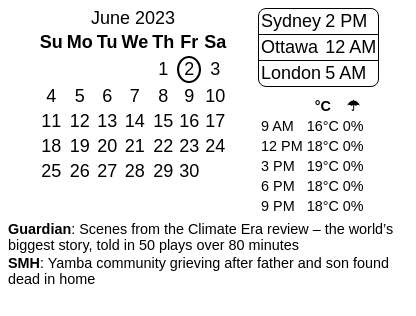 June 2023
Su Mo Tu We Th Fr Sa
1 2 3
4 5 6 7 8 9 10
11 12 13 14 15 16 17
18 19 20 21 22 23 24
25 26 27 28 29 30
Sydney 2 PM
Ottawa 12 AM
London 5 AM
°C ☂
9 AM 16°C 0%
12 PM 18°C 0%
3 PM 19°C 0%
6 PM 18°C 0%
9 PM 18°C 0%
Guardian: Scenes from the Climate Era review – the world’s
biggest story, told in 50 plays over 80 minutes
SMH: Yamba community grieving after father and son found
dead in home